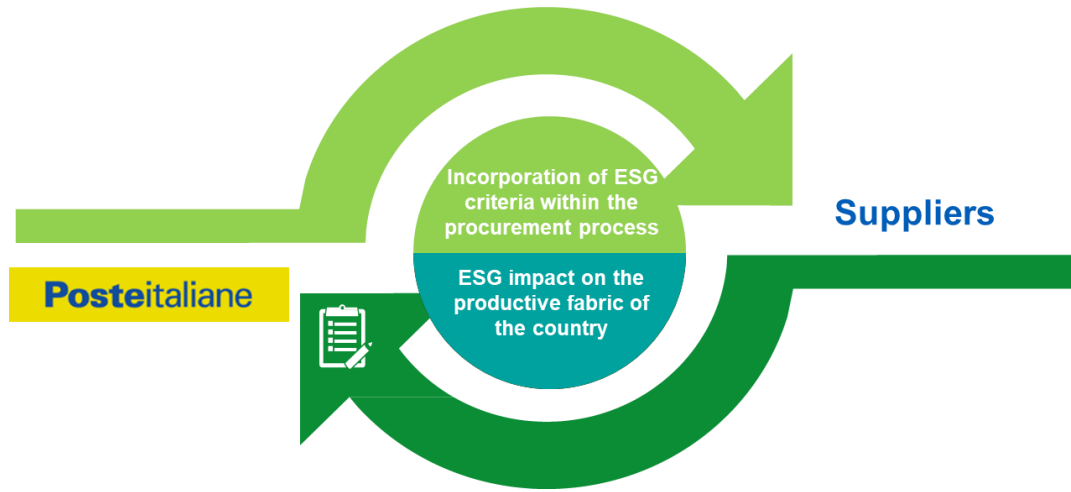 Incorporation of ESG
criteria within the
procurement process
Suppliers
Posteitaliane
ESG impact on the
productive fabric of
the country